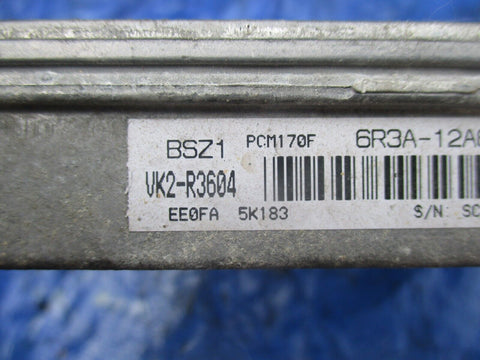 BSZ1 PCM170F 6R3A-12A6
VK2-R3604
EE0FA 5K183 S/N: SC